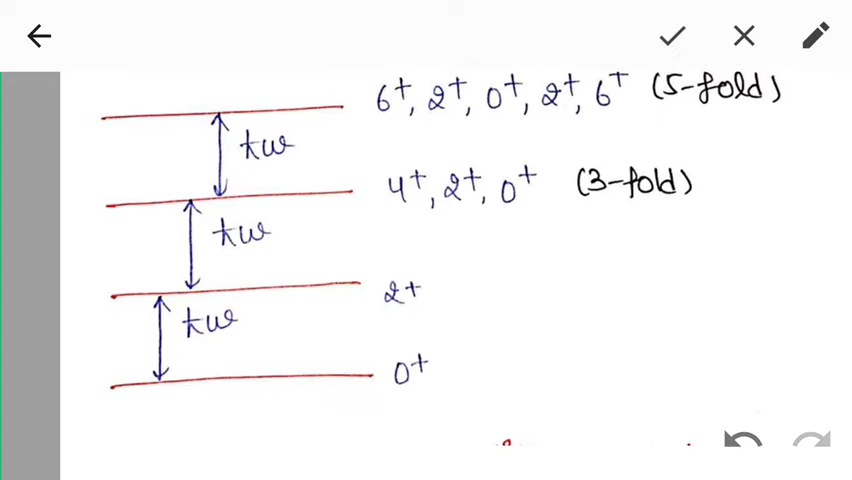 6⁺, 2⁺, 0⁺, 2⁺, 6⁺ (5-fold)
ħω
4⁺, 2⁺, 0⁺ (3-fold)
ħω
2⁺
ħω
0⁺